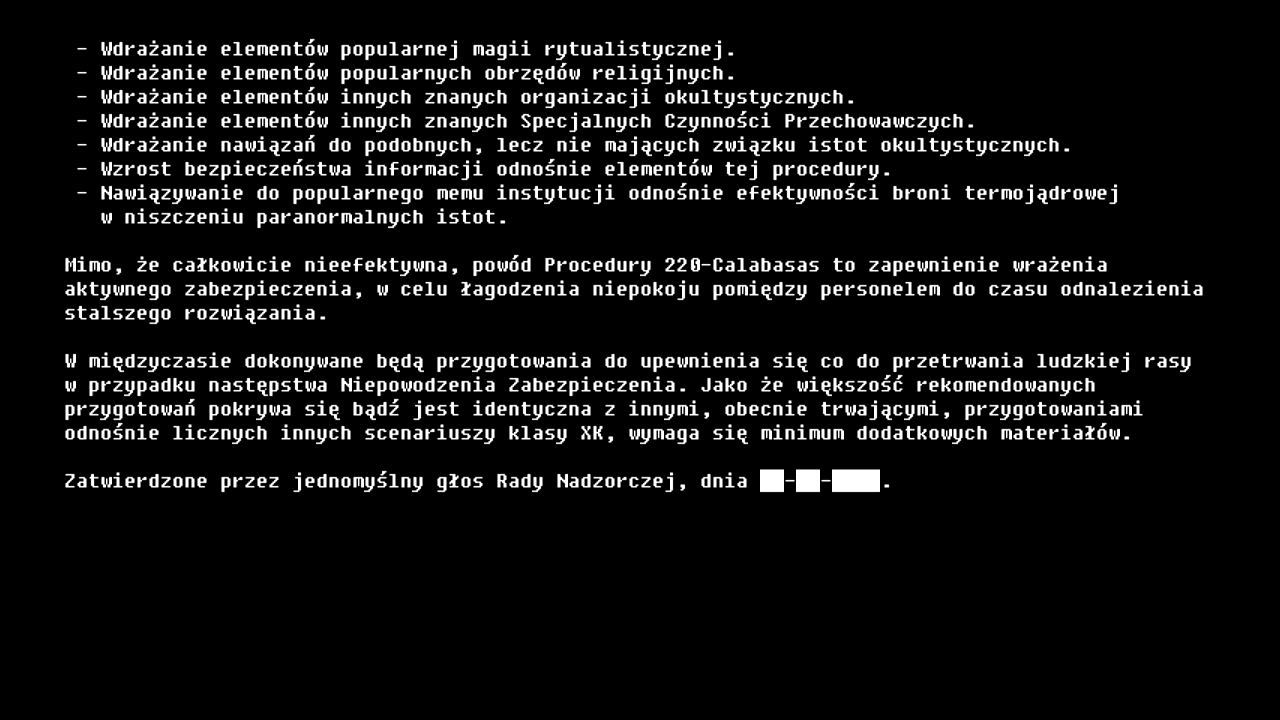 - Wdrażanie elementów popularnej magii rytualistycznej.
- Wdrażanie elementów popularnych obrzędów religijnych.
- Wdrażanie elementów innych znanych organizacji okultystycznych.
- Wdrażanie elementów innych znanych Specjalnych Czynności Przechowawczych.
- Wdrażanie nawiązań do podobnych, lecz nie mających związku istot okultystycznych.
- Wzrost bezpieczeństwa informacji odnośnie elementów tej procedury.
- Nawiązywanie do popularnego memu instytucji odnośnie efektywności broni termojądrowej
w niszczeniu paranormalnych istot.
Mimo, że całkowicie nieefektywna, powód Procedury 220-Calabasas to zapewnienie wrażenia
aktywnego zabezpieczenia, w celu łagodzenia niepokoju pomiędzy personelem do czasu odnalezienia
stalszego rozwiązania.
W międzyczasie dokonywane będą przygotowania do upewnienia się co do przetrwania ludzkiej rasy
w przypadku następstwa Niepowodzenia Zabezpieczenia. Jako że większość rekomendowanych
przygotowań pokrywa się bądź jest identyczna z innymi, obecnie trwającymi, przygotowaniami
odnośnie licznych innych scenariuszy klasy XK, wymaga się minimum dodatkowych materiałów.
Zatwierdzone przez jednomyślny głos Rady Nadzorczej, dnia ██-██-████.